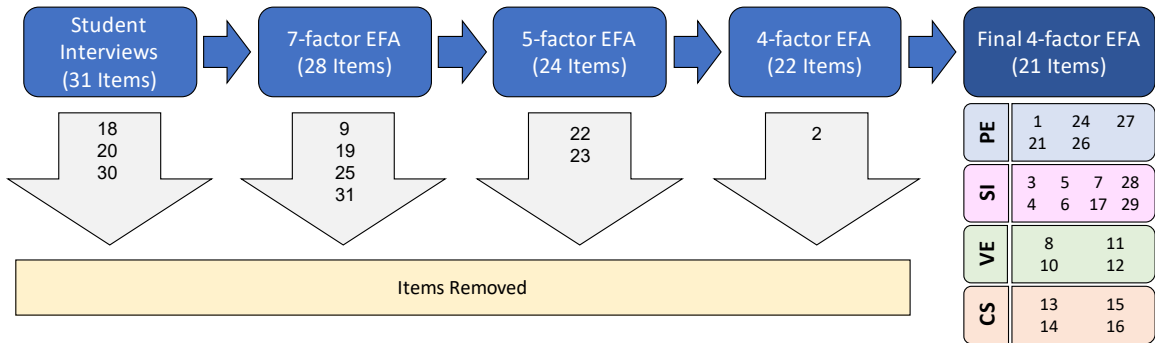 Student
Interviews
(31 Items)
7-factor EFA
(28 Items)
5-factor EFA
(24 Items)
4-factor EFA
(22 Items)
Final 4-factor EFA
(21 Items)
18
20
30
9
19
25
31
22
23
2
Items Removed
PE
1 24 27
21 26
SI
3 5 7 28
4 6 17 29
VE
8 11
10 12
CS
13 15
14 16